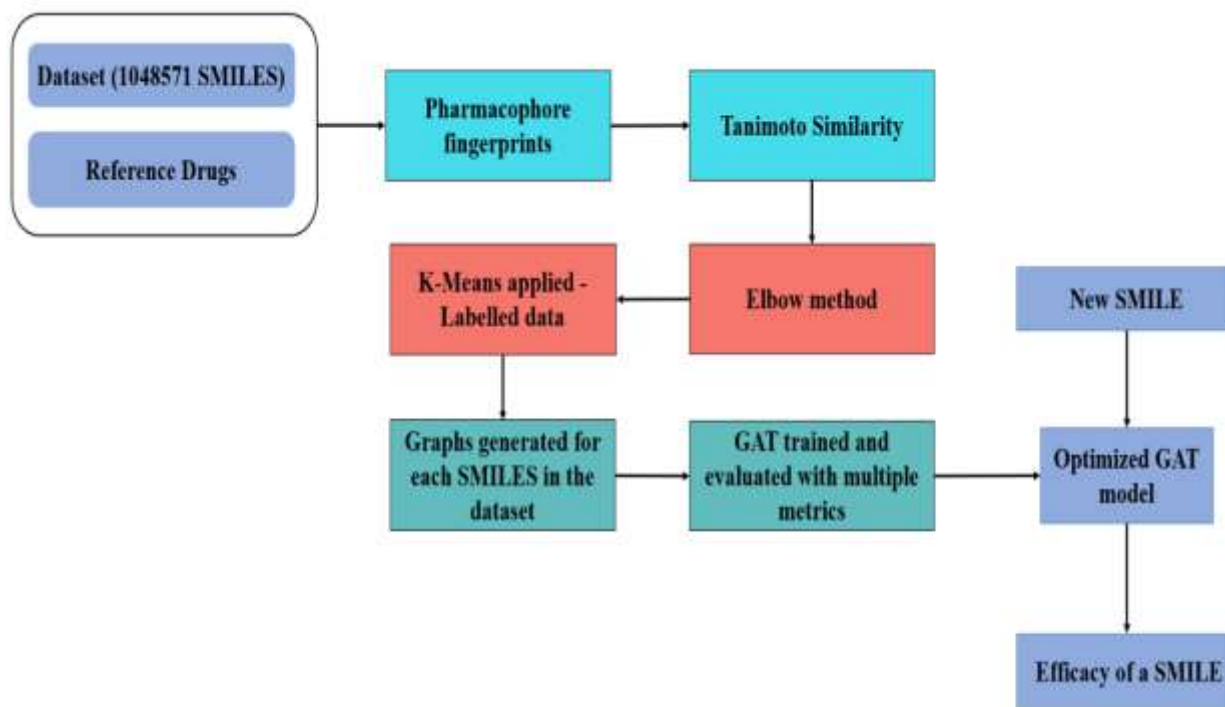 Dataset (1048571 SMILES)
Reference Drugs
Pharmacophore
fingerprints
Tanimoto Similarity
K-Means applied -
Labelled data
Elbow method
New SMILE
Graphs generated for
each SMILES in the
dataset
GAT trained and
evaluated with multiple
metrics
Optimized GAT
model
Efficacy of a SMILE